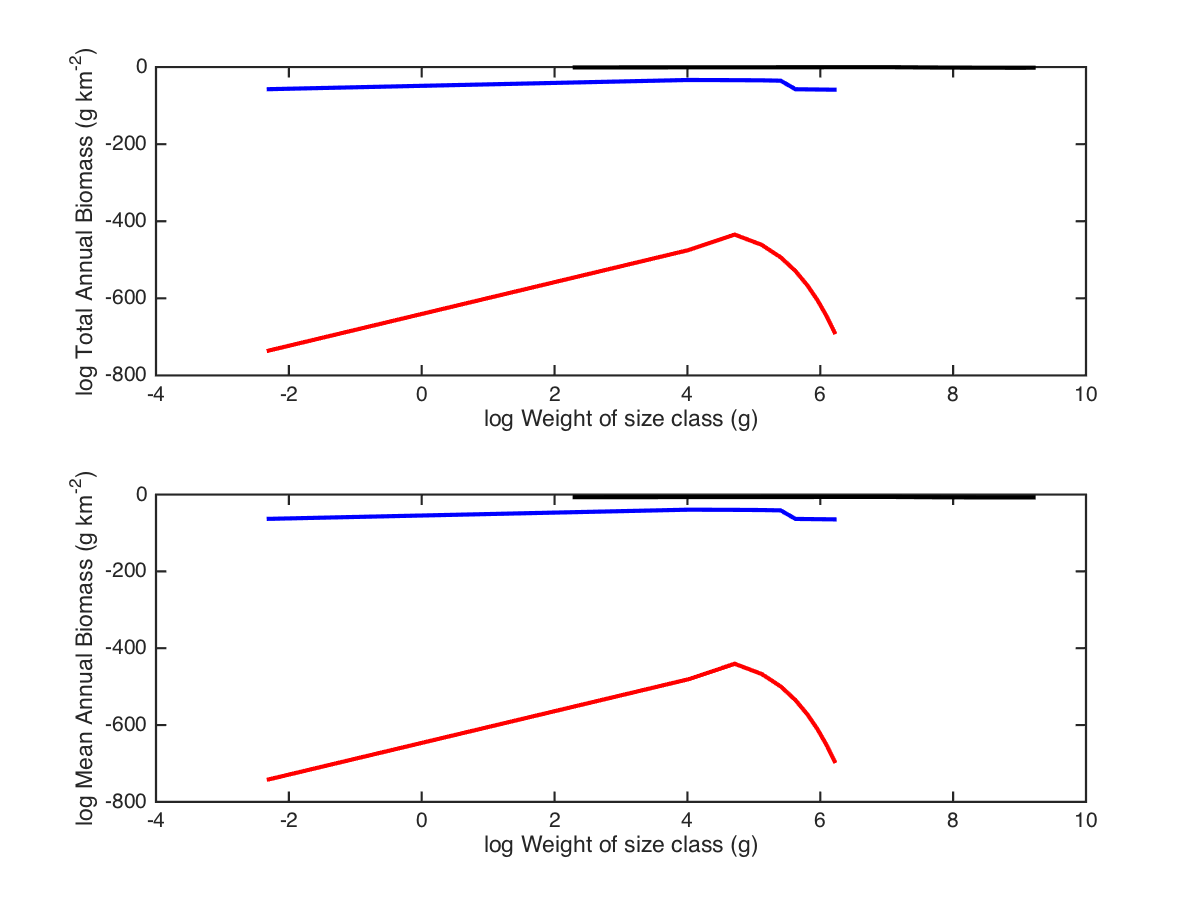 log Total Annual Biomass (g km-2)
0
-200
-400
-600
-800
-4 -2 0 2 4 6 8 10
log Weight of size class (g)
log Mean Annual Biomass (g km-2)
0
-200
-400
-600
-800
-4 -2 0 2 4 6 8 10
log Weight of size class (g)